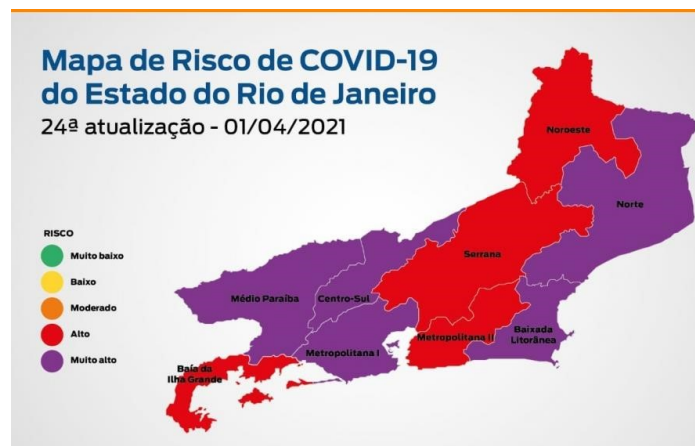 Mapa de Risco de COVID-19
do Estado do Rio de Janeiro
24ª atualização - 01/04/2021
RISCO
Muito baixo
Baixo
Moderado
Alto
Muito alto
Noroeste
Norte
Serrana
Médio Paraíba
Centro-Sul
Metropolitana I
Metropolitana II
Baixada
Litorânea
Baía da
Ilha Grande